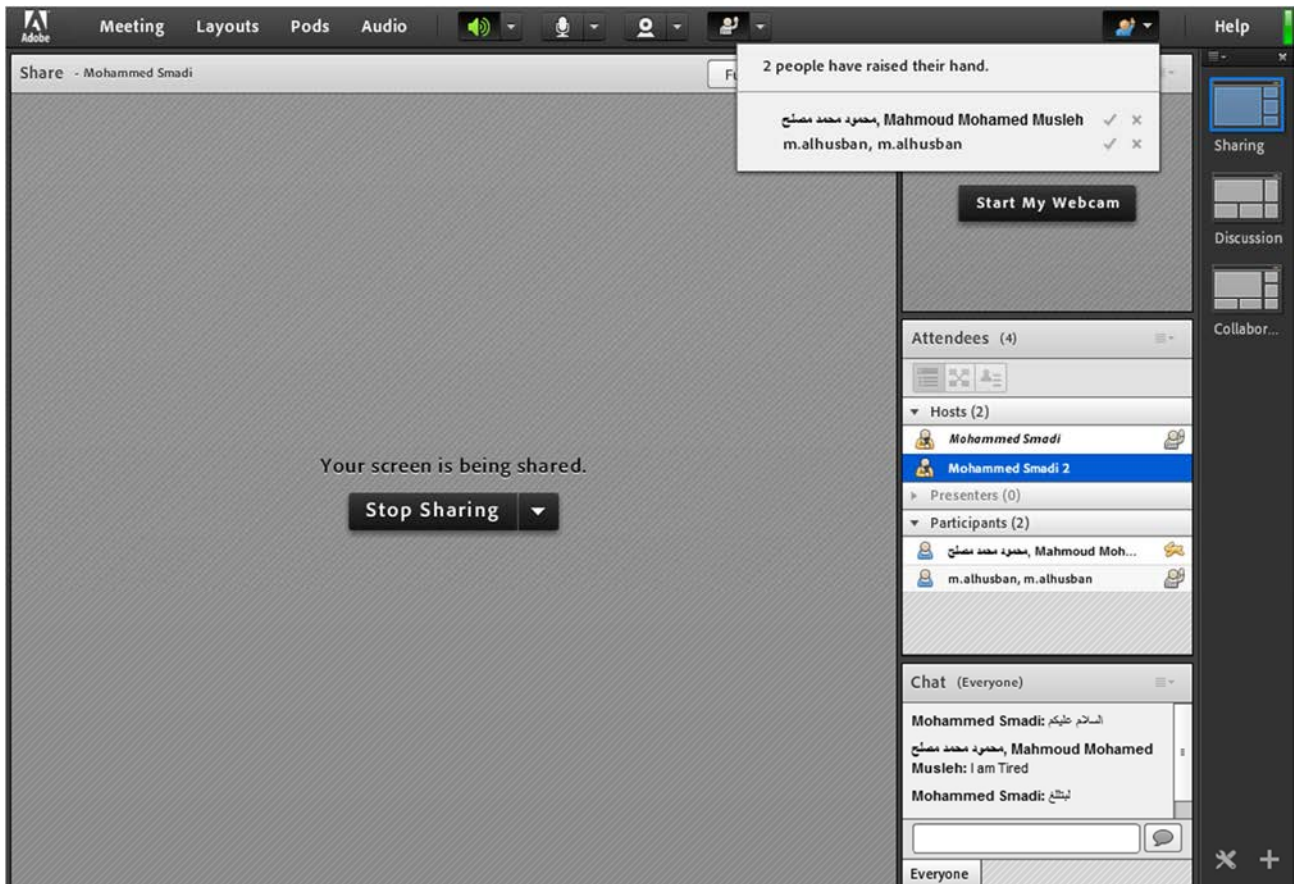 Adobe Meeting Layouts Pods Audio Help
Share - Mohammed Smadi
Fu
2 people have raised their hand.
محمود محمد مصلح, Mahmoud Mohamed Musleh
m.alhusban, m.alhusban
Start My Webcam
Sharing
Discussion
Collabor...
Your screen is being shared.
Stop Sharing
Attendees (4)
Hosts (2)
Mohammed Smadi
Mohammed Smadi 2
Presenters (0)
Participants (2)
محمود محمد مصلح, Mahmoud Moh...
m.alhusban, m.alhusban
Chat (Everyone)
Mohammed Smadi: السلام عليكم
محمود محمد مصلح, Mahmoud Mohamed
Musleh: I am Tired
Mohammed Smadi:
Everyone